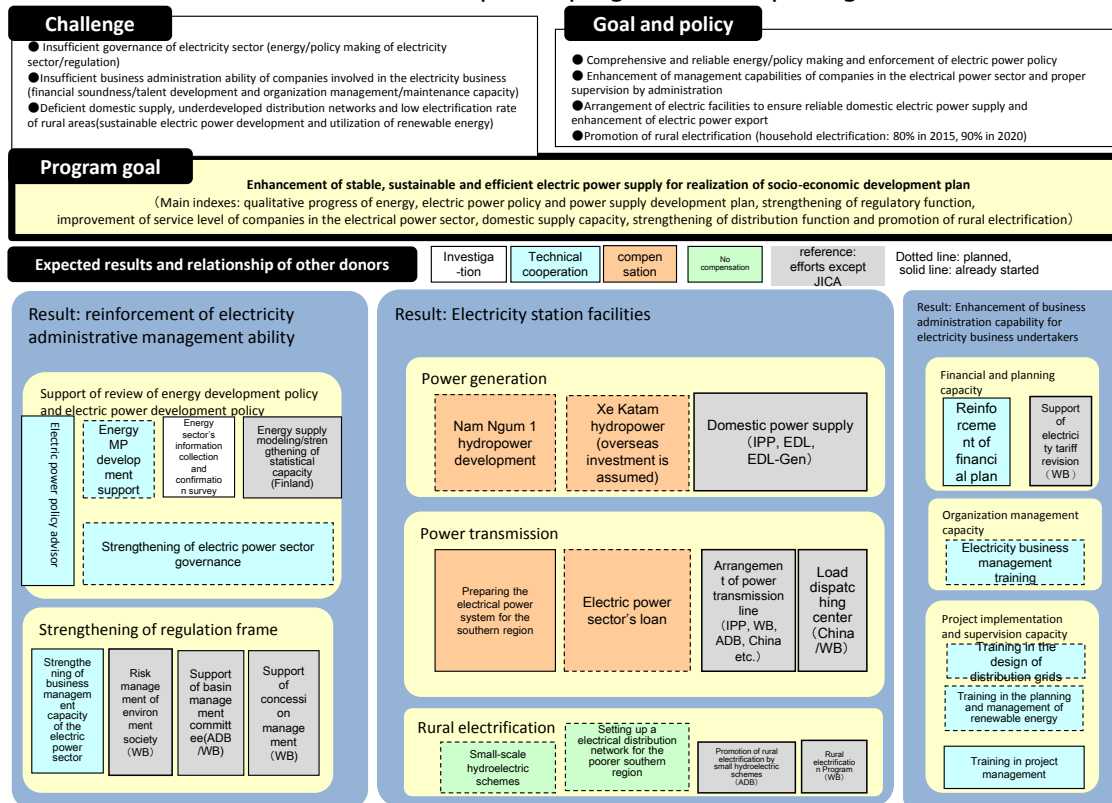 Challenge
● Insufficient governance of electricity sector (energy/policy making of electricity
sector/regulation)
●Insufficient business administration ability of companies involved in the electricity business
(financial soundness/talent development and organization management/maintenance capacity)
●Deficient domestic supply, underdeveloped distribution networks and low electrification rate
of rural areas(sustainable electric power development and utilization of renewable energy)
Goal and policy
● Comprehensive and reliable energy/policy making and enforcement of electric power policy
● Enhancement of management capabilities of companies in the electrical power sector and proper
supervision by administration
●Arrangement of electric facilities to ensure reliable domestic electric power supply and
enhancement of electric power export
●Promotion of rural electrification (household electrification: 80% in 2015, 90% in 2020)
Program goal
Enhancement of stable, sustainable and efficient electric power supply for realization of socio-economic development plan
(Main indexes: qualitative progress of energy, electric power policy and power supply development plan, strengthening of regulatory function,
improvement of service level of companies in the electrical power sector, domestic supply capacity, strengthening of distribution function and promotion of rural electrification)
Expected results and relationship of other donors
Investiga
-tion
Technical
cooperation
compen
sation
No
compensation
reference:
efforts except
JICA
Dotted line: planned,
solid line: already started
Result: reinforcement of electricity
administrative management ability
Support of review of energy development policy
and electric power development policy
Electric power policy advisor
Energy
MP
develop
ment
support
Energy
sector's
information
collection
and
confirmatio
n survey
Energy supply
modeling/stren
gthening of
statistical
capacity
(Finland)
Strengthening of electric power sector
governance
Strengthening of regulation frame
Strengthe
ning of
business
managem
ent
capacity
of the
electric
power
sector
Risk
manage
ment of
environ
ment
society
(WB)
Support
of basin
manage
ment
committ
ee(ADB
/WB)
Support
of
concessi
on
manage
ment
(WB)
Result: Electricity station facilities
Power generation
Nam Ngum 1
hydropower
development
Xe Katam
hydropower
(overseas
investment is
assumed)
Domestic power supply
(IPP, EDL,
EDL-Gen)
Power transmission
Preparing the
electrical power
system for the
southern region
Electric power
sector's loan
Arrangemen
t of power
transmission
line
(IPP, WB,
ADB, China
etc.)
Load
dispatc
hing
center
(China
/WB)
Rural electrification
Small-scale
hydroelectric
schemes
Setting up a
electrical distribution
network for the
poorer southern
region
Promotion of rural
electrification by
small hydroelectric
schemes
(ADB)
Rural
electrificatio
n Program
(WB)
Result: Enhancement of business
administration capability for
electricity business undertakers
Financial and planning
capacity
Reinfo
rceme
nt of
financi
al plan
Support
of
electrici
ty tariff
revision
(WB)
Organization management
capacity
Electricity business
management
training
Project implementation
and supervision capacity
Training in the
design of
distribution grids
Training in the planning
and management of
renewable energy
Training in project
management